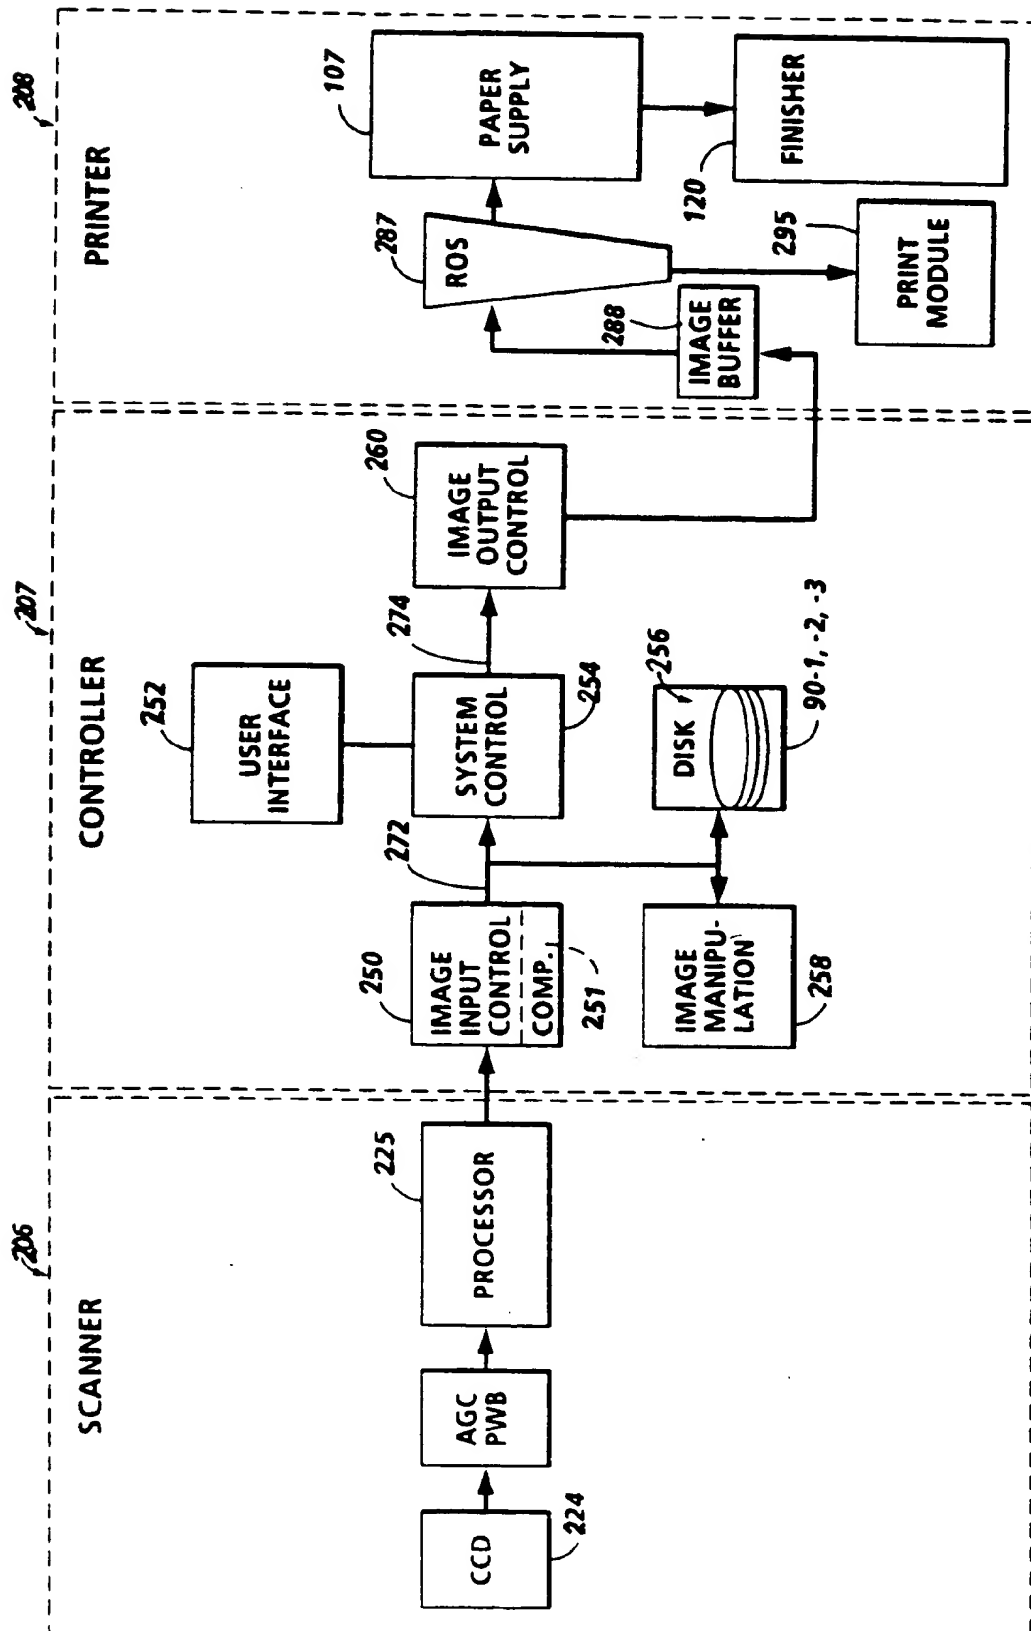 206
SCANNER
CCD
224
AGC
PWB
PROCESSOR
225
207
CONTROLLER
IMAGE
INPUT
CONTROL
COMP.
250
251
272
USER
INTERFACE
252
SYSTEM
CONTROL
254
274
IMAGE
MANIPU-
LATION
258
DISK
256
90-1, -2, -3
IMAGE
OUTPUT
CONTROL
260
208
PRINTER
IMAGE
BUFFER
288
ROS
287
PAPER
SUPPLY
107
PRINT
MODULE
295
FINISHER
120